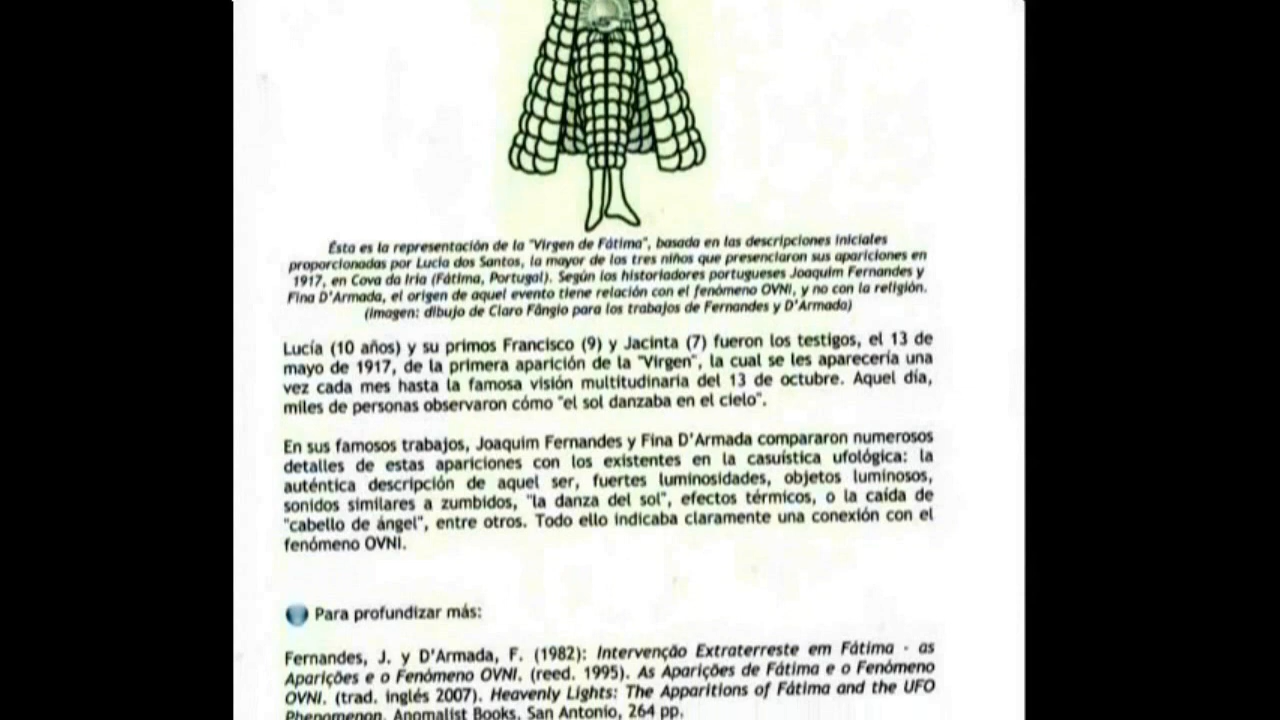 Ésta es la representación de la "Virgen de Fátima", basada en las descripciones iniciales
proporcionadas por Lucía dos Santos, la mayor de los tres niños que presenciaron sus apariciones en
1917, en Cova da Iria (Fátima, Portugal). Según los historiadores portugueses Joaquim Fernandes y
Fina D'Armada, el origen de aquel evento tiene relación con el fenómeno OVNI, y no con la religión.
(Imagen: dibujo de Claro Fângio para los trabajos de Fernandes y D'Armada)
Lucía (10 años) y su primos Francisco (9) y Jacinta (7) fueron los testigos, el 13 de
mayo de 1917, de la primera aparición de la "Virgen", la cual se les aparecería una
vez cada mes hasta la famosa visión multitudinaria del 13 de octubre. Aquel día,
miles de personas observaron cómo "el sol danzaba en el cielo".
En sus famosos trabajos, Joaquim Fernandes y Fina D'Armada compararon numerosos
detalles de estas apariciones con los existentes en la casuística ufológica: la
auténtica descripción de aquel ser, fuertes luminosidades, objetos luminosos,
sonidos similares a zumbidos, "la danza del sol", efectos térmicos, o la caída de
"cabello de ángel", entre otros. Todo ello indicaba claramente una conexión con el
fenómeno OVNI.
Para profundizar más:
Fernandes, J. y D'Armada, F. (1982): Intervenção Extraterreste em Fátima - as
Aparições e o Fenómeno OVNI. (reed. 1995). As Aparições de Fátima e o Fenómeno
OVNI. (trad. inglés 2007). Heavenly Lights: The Apparitions of Fátima and the UFO
Phenomenon. Anomalist Books, San Antonio, 264 pp.